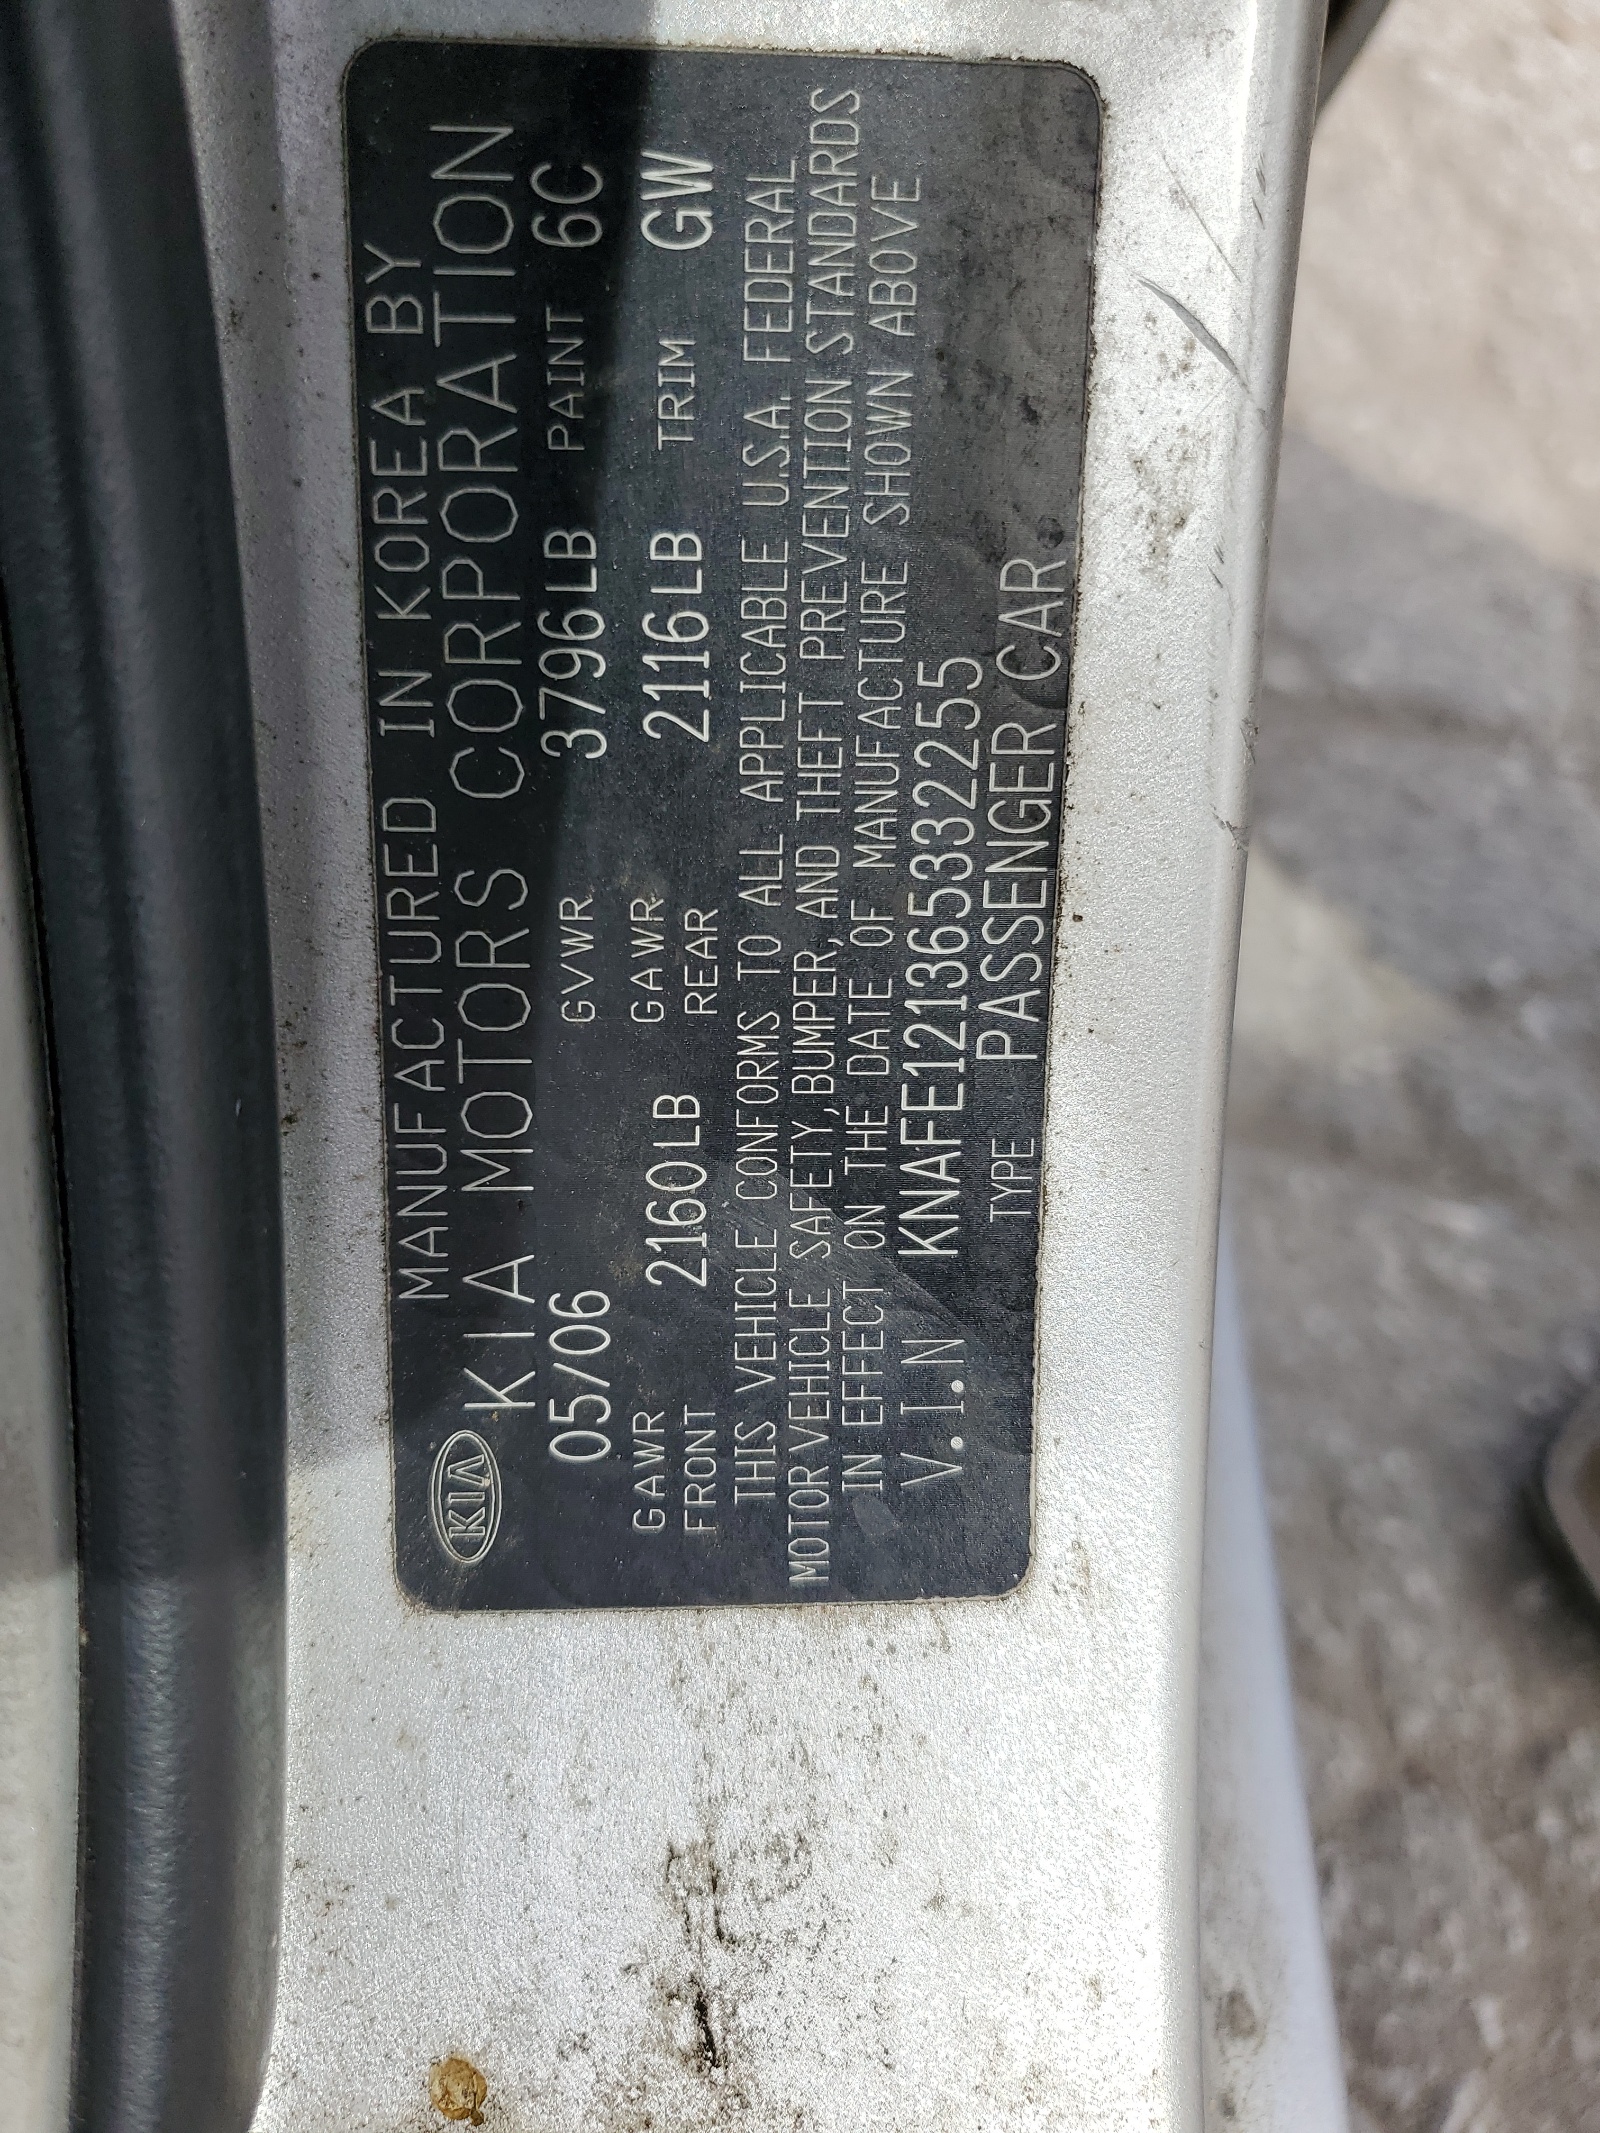 MANUFACTURED IN KOREA BY
KIA KIA MOTORS CORPORATION
05/06 GVWR 3796LB PAINT 6C
GAWR FRONT 2160LB GAWR REAR 2116LB TRIM GW
THIS VEHICLE CONFORMS TO ALL APPLICABLE U.S.A. FEDERAL
MOTOR VEHICLE SAFETY, BUMPER, AND THEFT PREVENTION STANDARDS
IN EFFECT ON THE DATE OF MANUFACTURE SHOWN ABOVE
V.I.N KNAFE121365332255
TYPE PASSENGER CAR